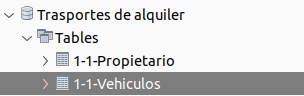 Trasportes de alquiler
Tables
1-1-Propietario
1-1-Vehiculos